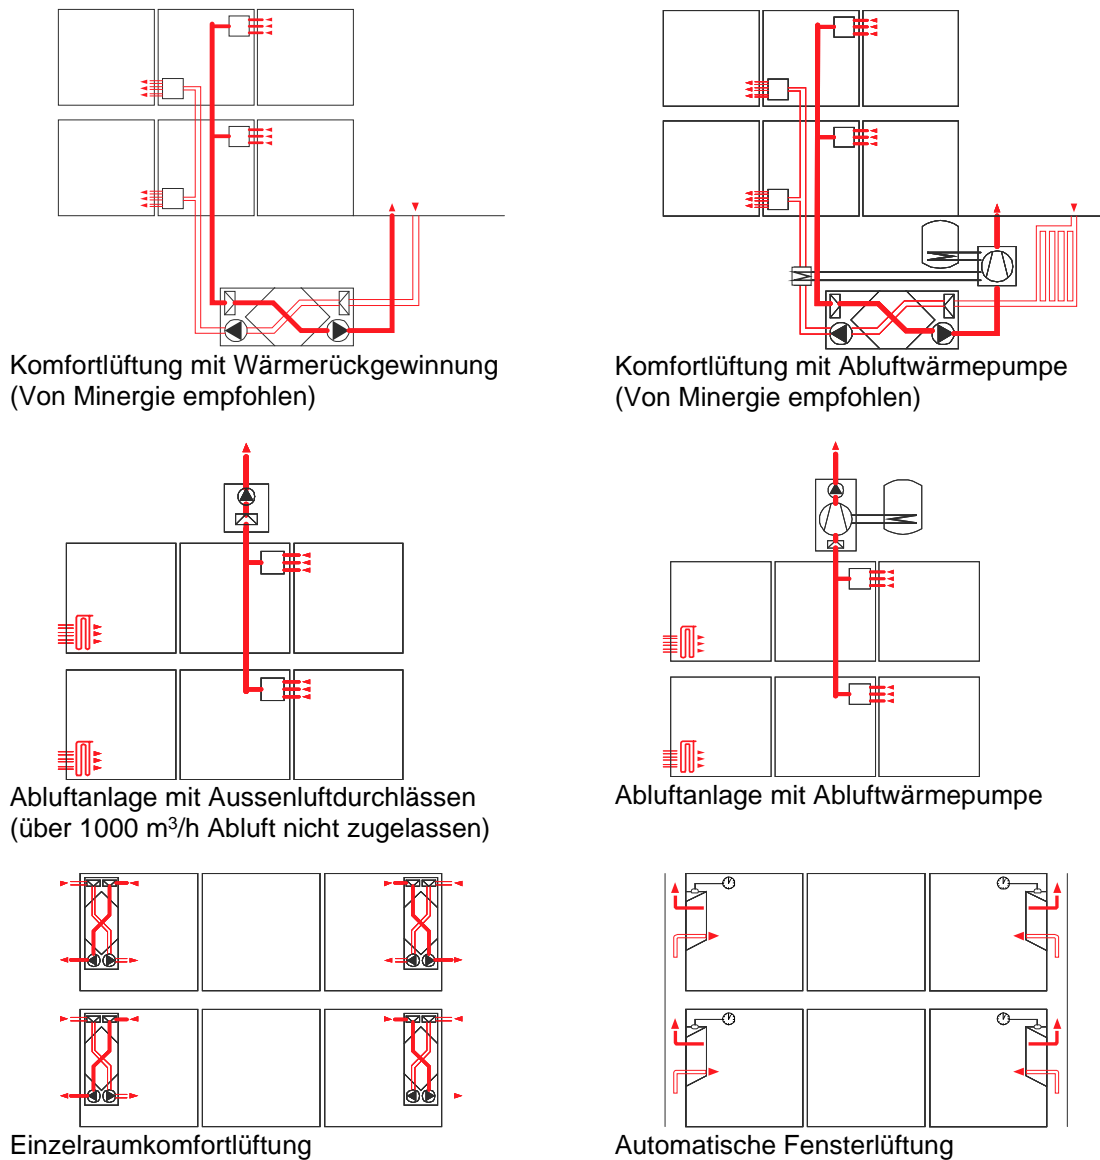 Komfortlüftung mit Wärmerückgewinnung
(Von Minergie empfohlen)
Komfortlüftung mit Abluftwärmepumpe
(Von Minergie empfohlen)
Abluftanlage mit Aussenluftdurchlässen
(über 1000 m³/h Abluft nicht zugelassen)
Abluftanlage mit Abluftwärmepumpe
Einzelraumkomfortlüftung
Automatische Fensterlüftung